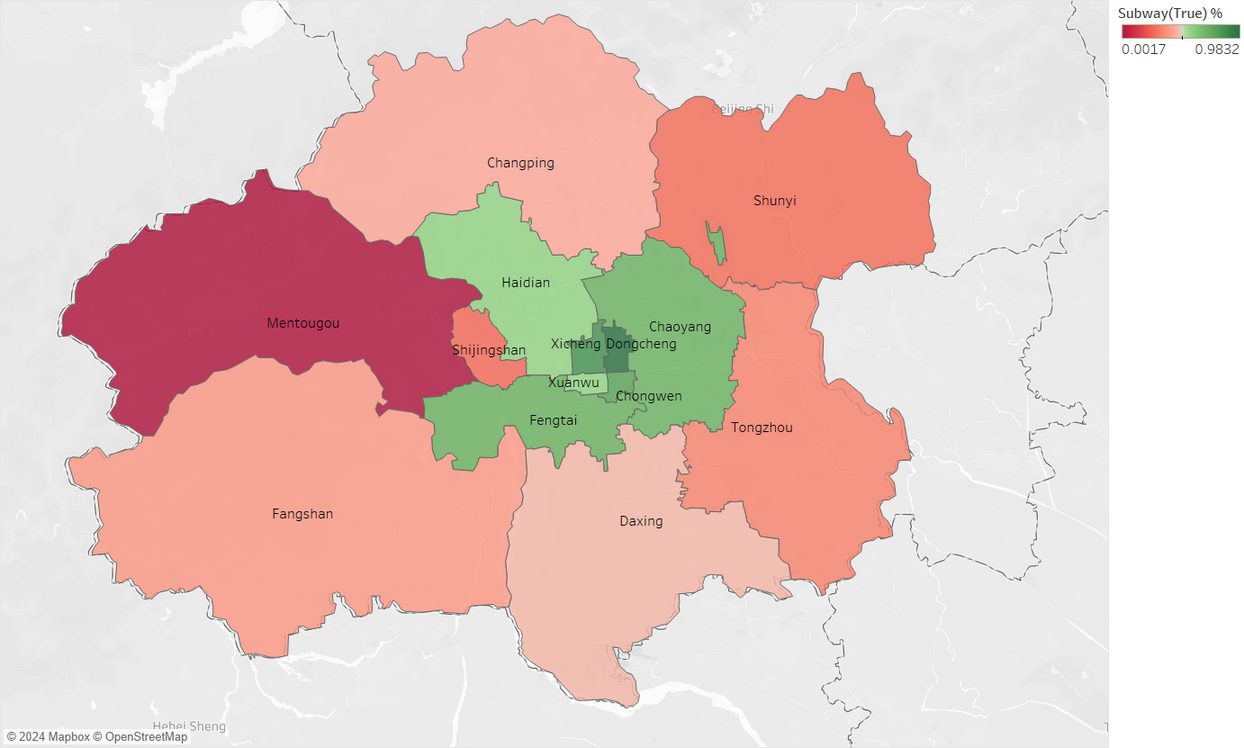 Subway(True) %
0.0017 0.9832
Beijing Shi
Changping
Shunyi
Haidian
Mentougou
Chaoyang
Shijingshan
Xicheng
Dongcheng
Xuanwu
Chongwen
Fengtai
Tongzhou
Fangshan
Daxing
Hebei Sheng
© 2024 Mapbox © OpenStreetMap